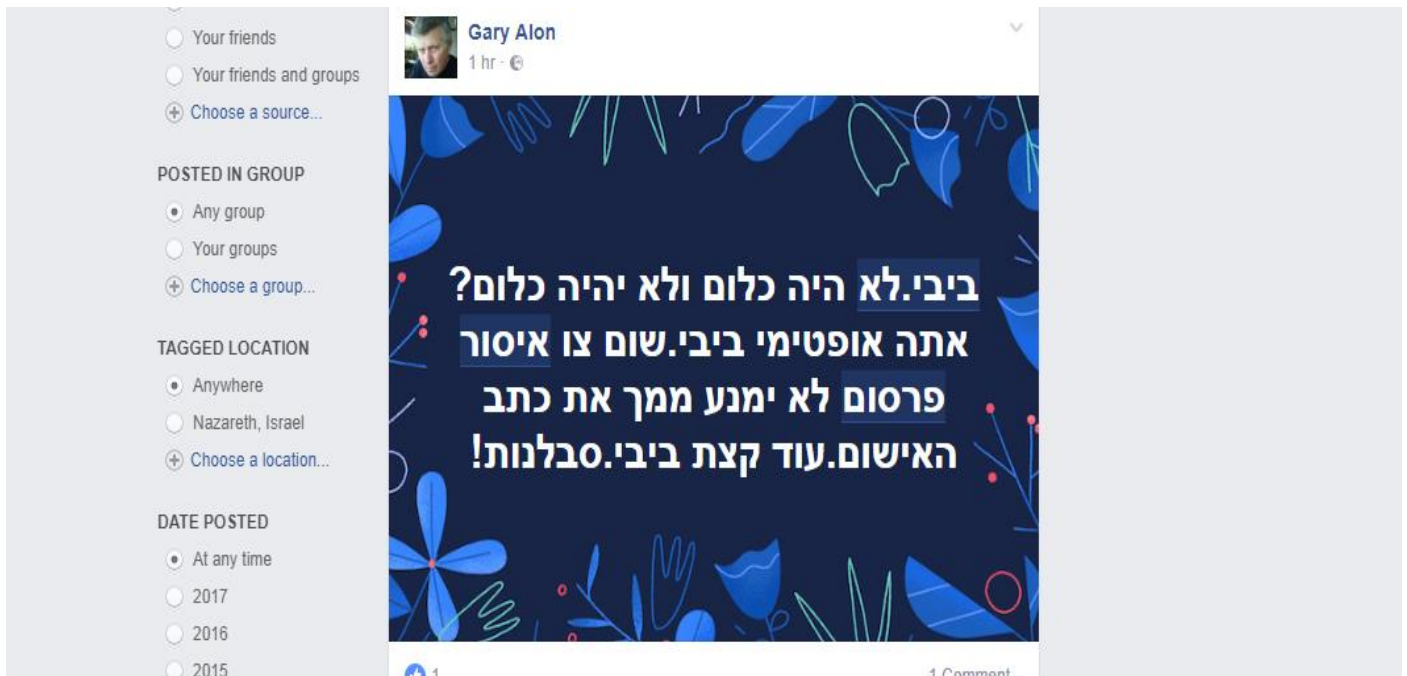 Your friends
Your friends and groups
Choose a source...
POSTED IN GROUP
Any group
Your groups
Choose a group...
TAGGED LOCATION
Anywhere
Nazareth, Israel
Choose a location...
DATE POSTED
At any time
2017
2016
2015
Gary Alon
1 hr
ביבי.לא היה כלום ולא יהיה כלום?
אתה אופטימי ביבי.שום צו איסור
פרסום לא ימנע ממך את כתב
האישום.עוד קצת ביבי.סבלנות!
1
1 Comment